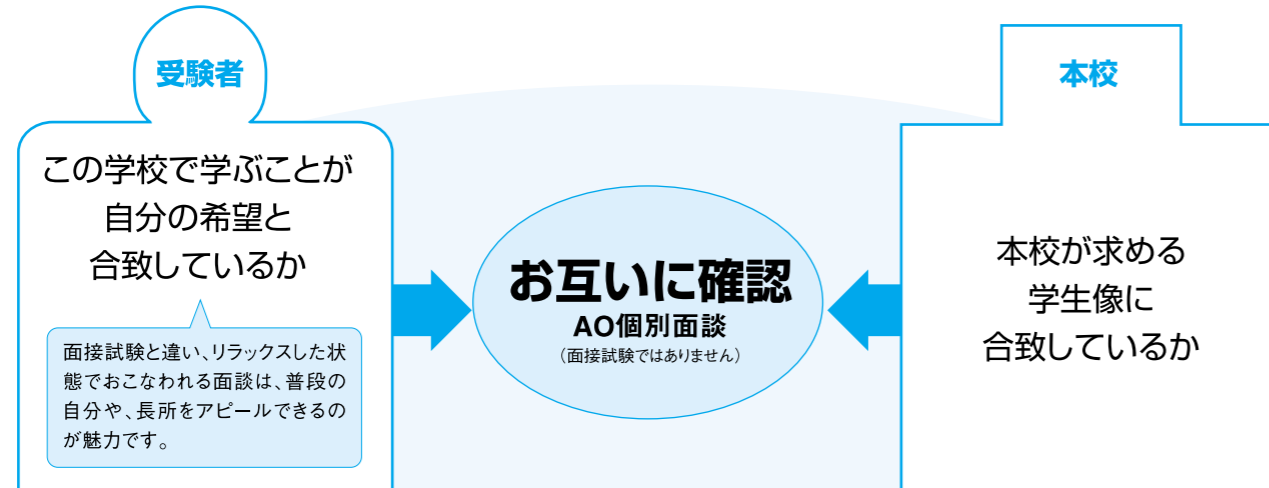 受験者
この学校で学ぶことが
自分の希望と
合致しているか
面接試験と違い、リラックスした状
態でおこなわれる面談は、普段の
自分や、長所をアピールできるの
が魅力です。
お互いに確認
AO個別面談
（面接試験ではありません）
本校
本校が求める
学生像に
合致しているか